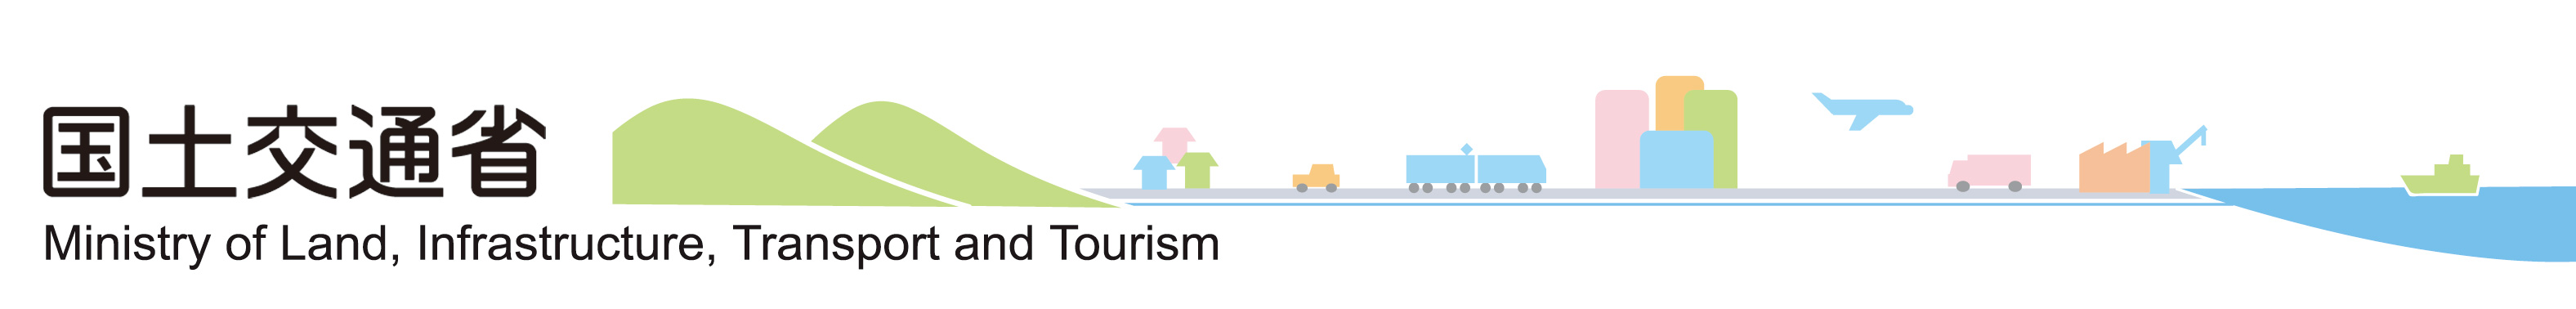 国土交通省
Ministry of Land, Infrastructure, Transport and Tourism